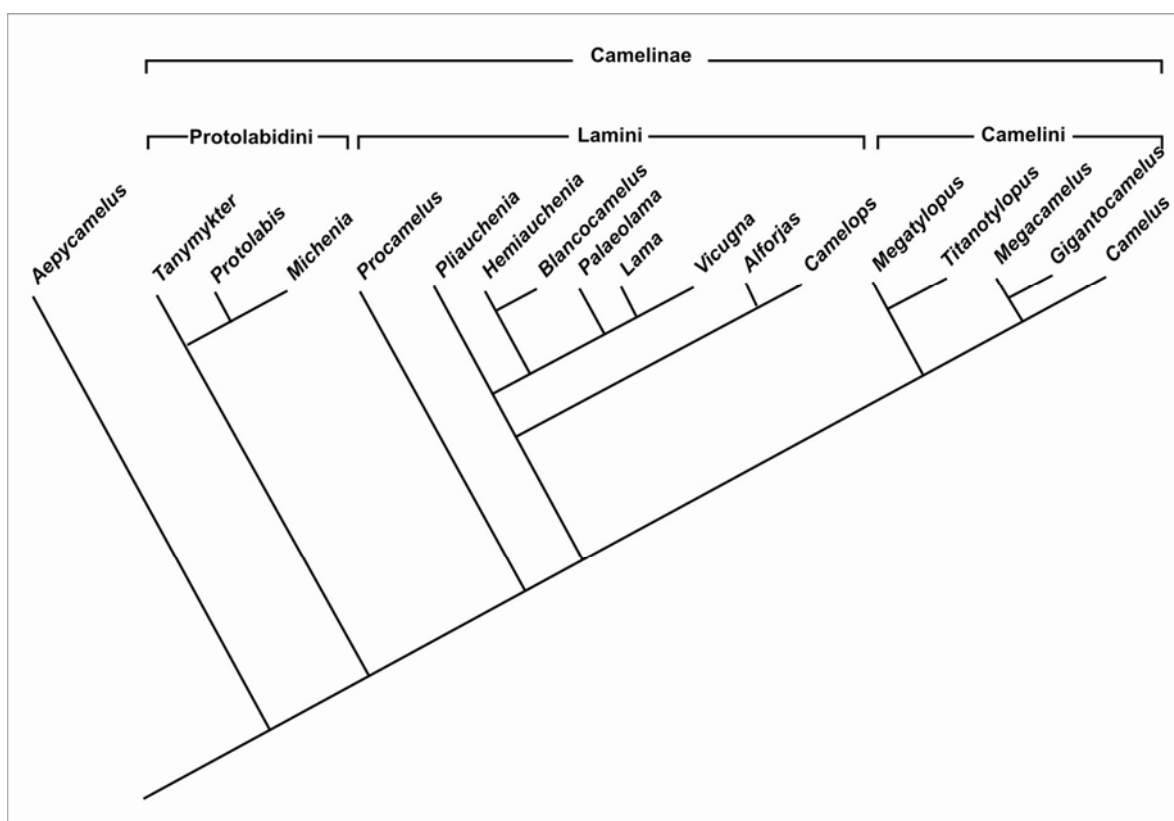 Camelinae
Protolabidini
Lamini
Camelini
Aepycamelus
Tanymykter
Protolabis
Michenia
Procamelus
Pliauchenia
Hemiauchenia
Blancocamelus
Palaeolama
Lama
Vicugna
Alforjas
Camelops
Megatylopus
Titanotylopus
Megacamelus
Gigantocamelus
Camelus